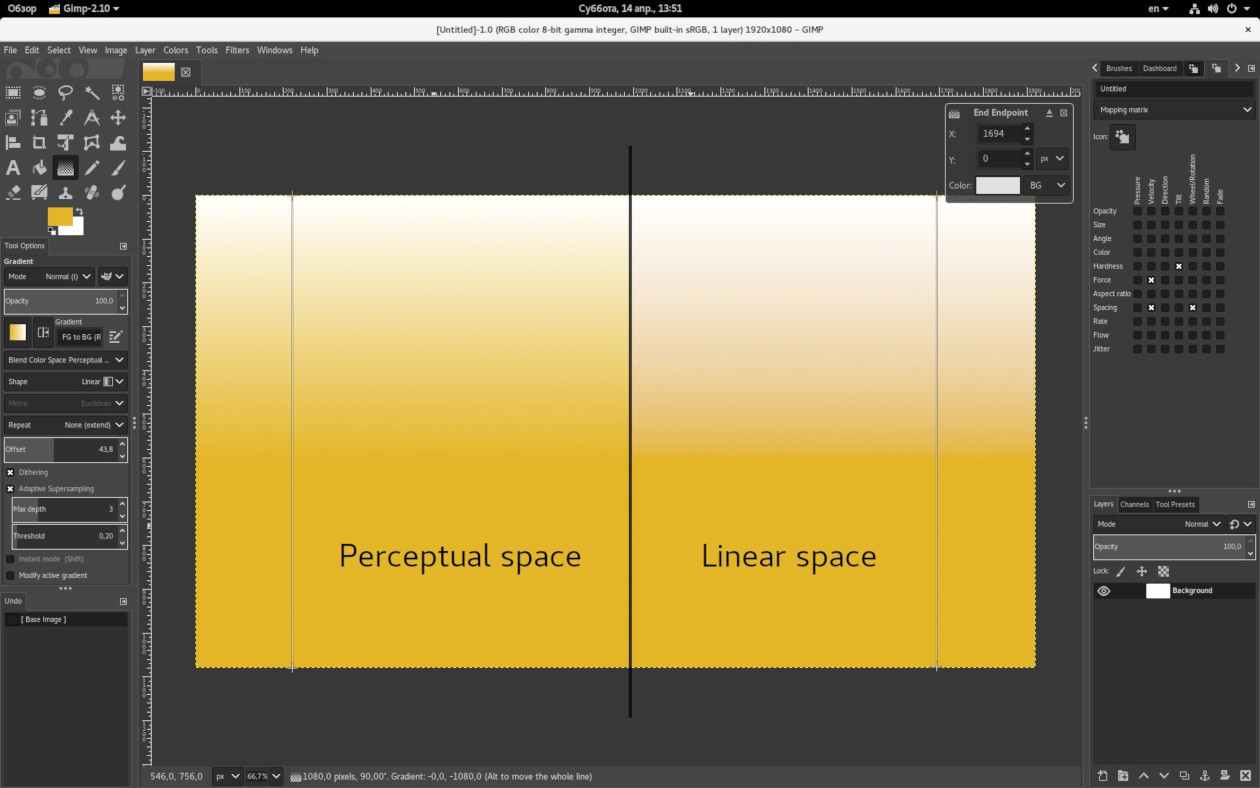 Обзор Gimp-2.10 Суббота, 14 апр., 13:51 en
[Untitled]-1.0 (RGB color 8-bit gamma integer, GIMP built-in sRGB, 1 layer) 1920x1080 – GIMP
File Edit Select View Image Layer Colors Tools Filters Windows Help
Tool Options
Gradient
Mode Normal (l)
Opacity 100,0
Gradient
FG to BG (R
Blend Color Space Perceptual ...
Shape Linear
Metric Euclidean
Repeat None (extend)
Offset 43,8
Dithering
Adaptive Supersampling
Max depth 3
Threshold 0,20
Instant mode (Shift)
Modify active gradient
Undo
[ Base Image ]
End Endpoint
X: 1694
Y: 0 px
Color: BG
Perceptual space
Linear space
546,0, 756,0 px 66,7% 1080,0 pixels, 90,00°. Gradient: -0,0, -1080,0 (Alt to move the whole line)
Brushes Dashboard
Untitled
Mapping matrix
Icon:
Pressure
Velocity
Direction
Tilt
Wheel/Rotation
Random
Fade
Opacity
Size
Angle
Color
Hardness
Force
Aspect ratio
Spacing
Rate
Flow
Jitter
Layers Channels Tool Presets
Mode Normal
Opacity 100,0
Lock:
Background